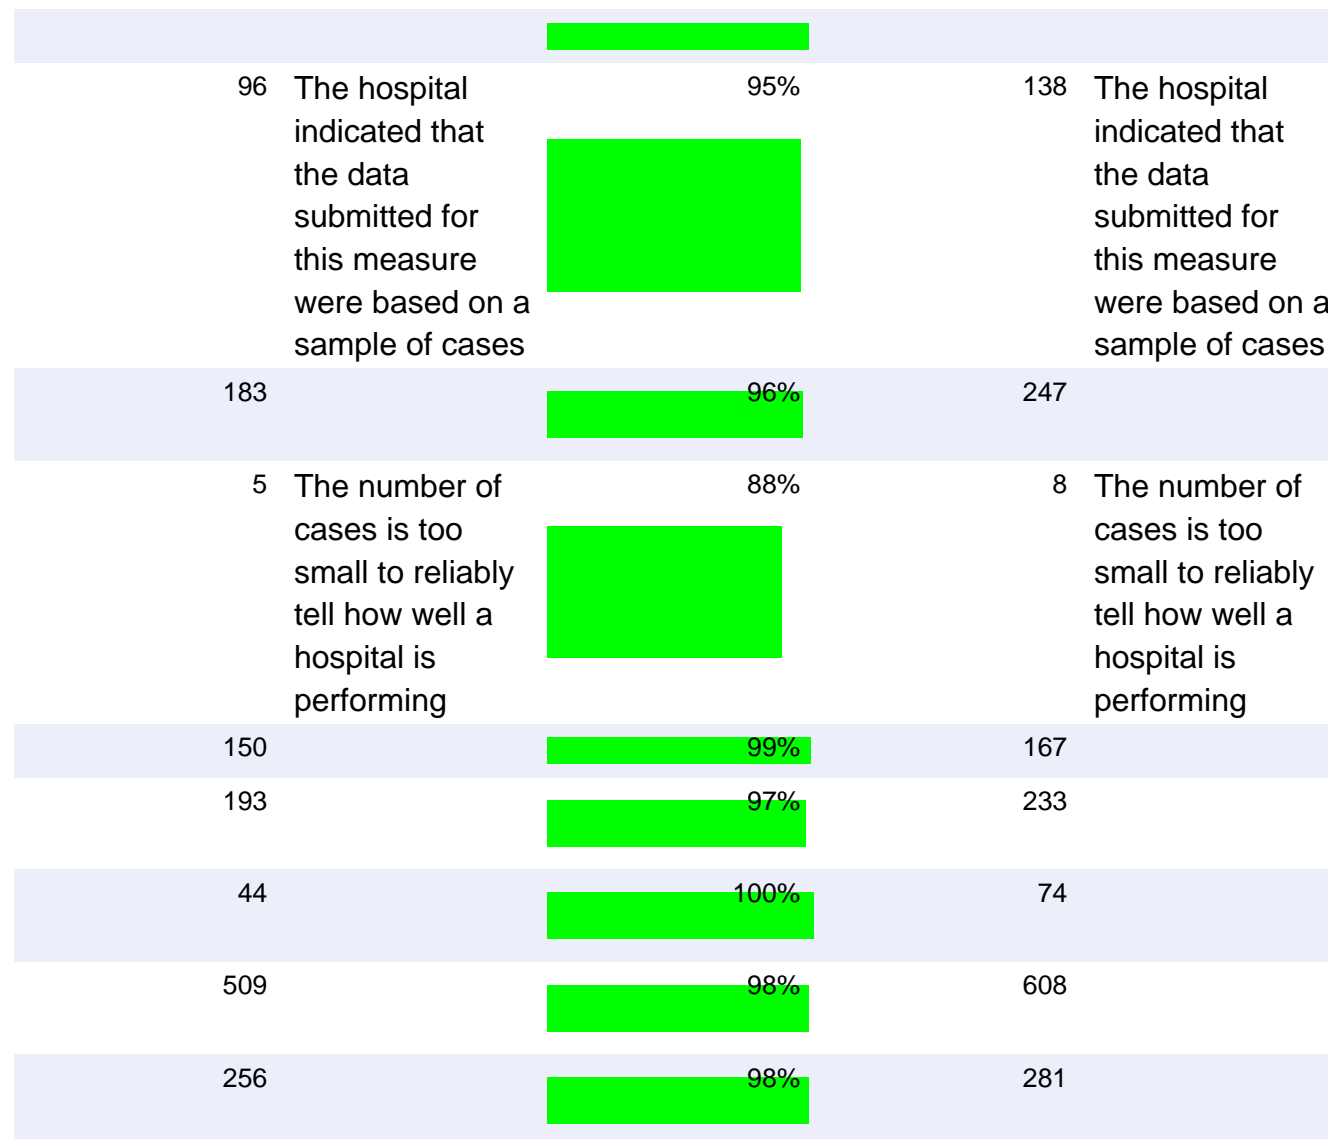 96 The hospital 95% 138 The hospital
indicated that indicated that
the data the data
submitted for submitted for
this measure this measure
were based on a were based on a
sample of cases sample of cases
183 96% 247
5 The number of 88% 8 The number of
cases is too cases is too
small to reliably small to reliably
tell how well a tell how well a
hospital is hospital is
performing performing
150 99% 167
193 97% 233
44 100% 74
509 98% 608
256 98% 281